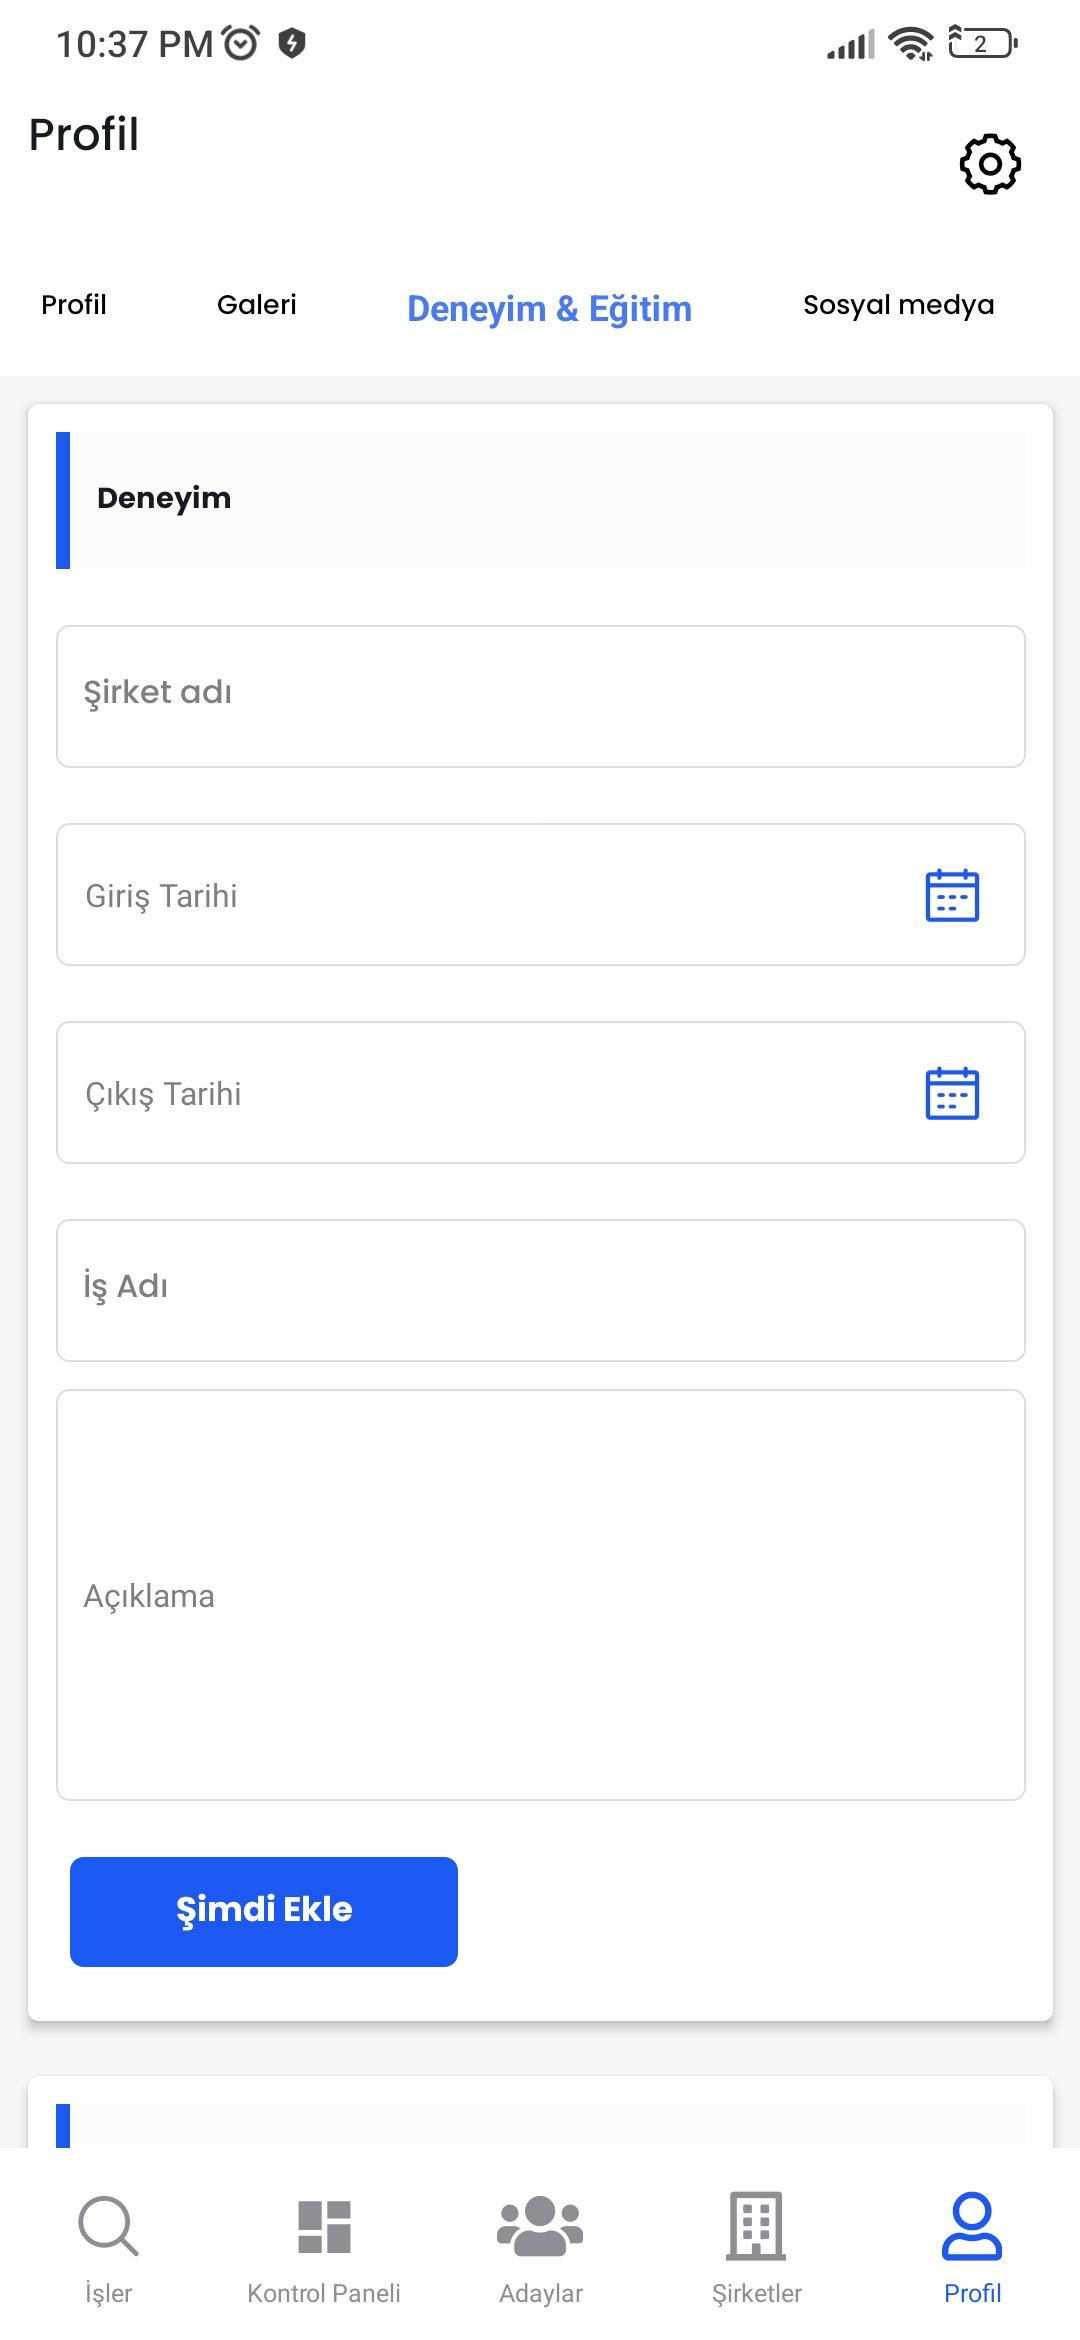 10:37 PM
2
Profil
Profil
Galeri
Deneyim & Eğitim
Sosyal medya
Deneyim
Şirket adı
Giriş Tarihi
Çıkış Tarihi
İş Adı
Açıklama
Şimdi Ekle
İşler
Kontrol Paneli
Adaylar
Şirketler
Profil